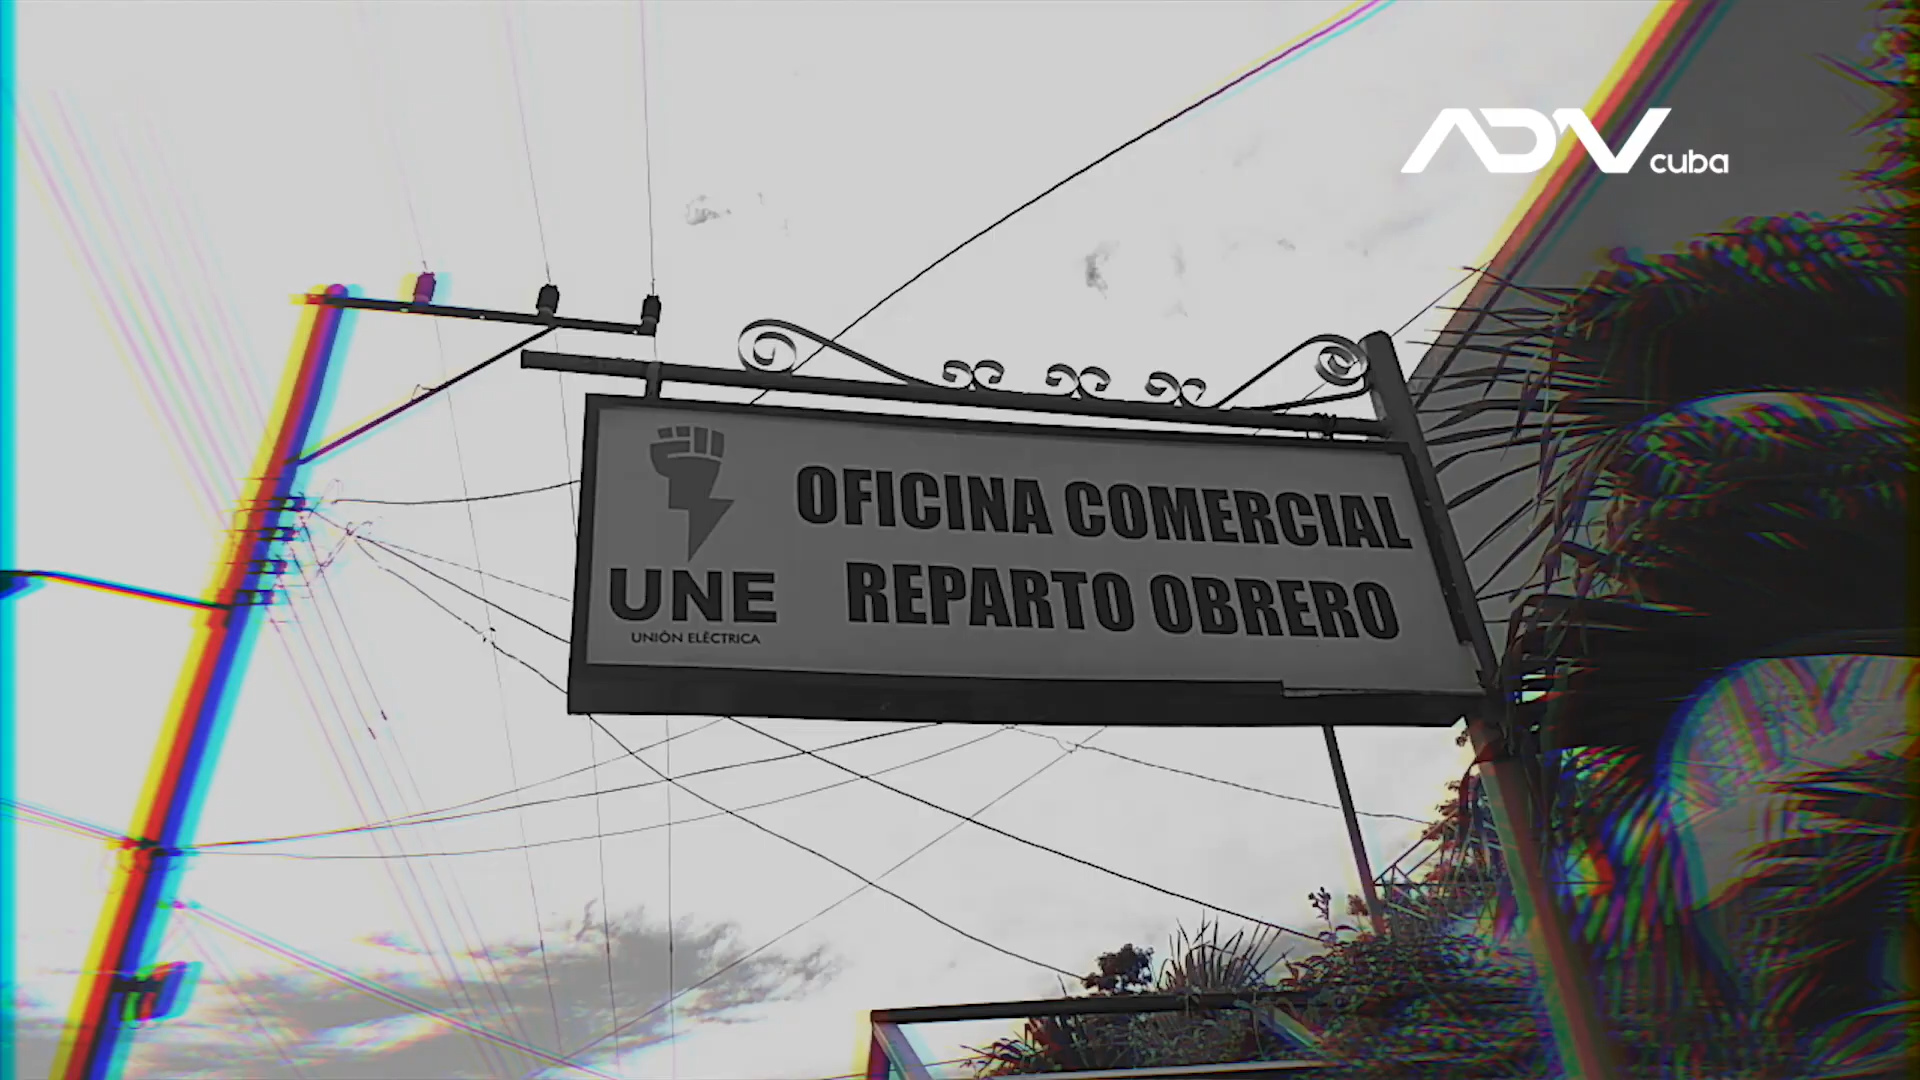 ADN
cuba
OFICINA COMERCIAL
REPARTO OBRERO
UNE
UNIÓN ELÉCTRICA